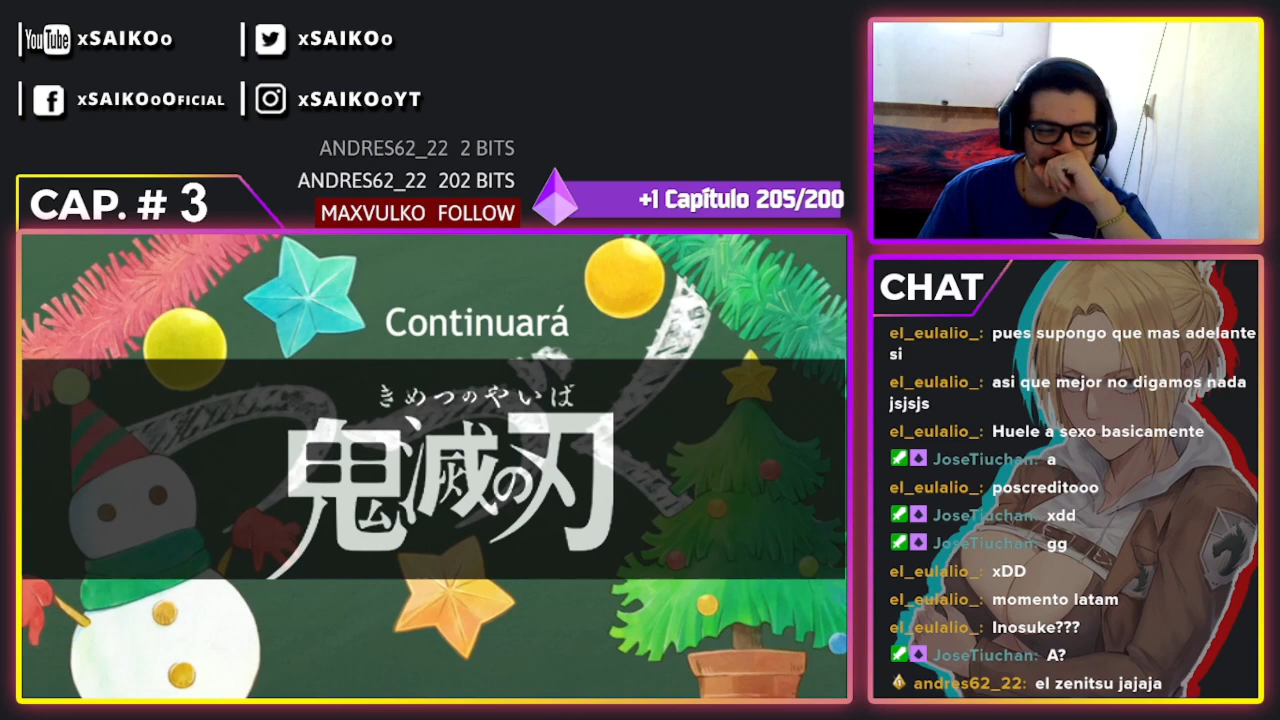 YouTube xSAIKOo
xSAIKOo
f xSAIKOoOFICIAL
xSAIKOoYT
ANDRES62_22 2 BITS
ANDRES62_22 202 BITS
MAXVULKO FOLLOW
+1 Capítulo 205/200
CAP. # 3
Continuará
きめつのやいば
鬼滅の刃
CHAT
el_eulalio_: pues supongo que mas adelante
si
el_eulalio_: asi que mejor no digamos nada
jsjsjs
el_eulalio_: Huele a sexo basicamente
JoseTiuchan: a
el_eulalio_: poscreditooo
JoseTiuchan: xdd
JoseTiuchan: gg
el_eulalio_: xDD
el_eulalio_: momento latam
el_eulalio_: Inosuke???
JoseTiuchan: A?
andres62_22: el zenitsu jajaja